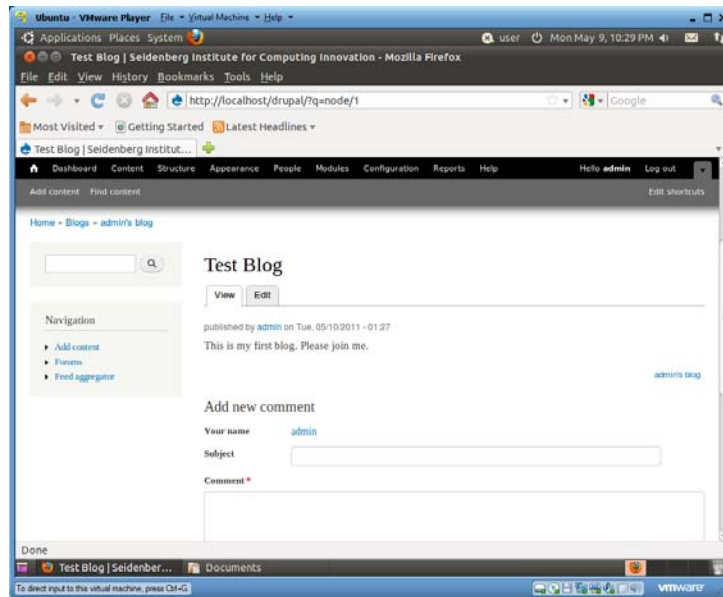 Ubuntu - VMware Player File Virtual Machine Help
Applications Places System user Mon May 9, 10:29 PM
Test Blog | Seidenberg Institute for Computing Innovation - Mozilla Firefox
File Edit View History Bookmarks Tools Help
http://localhost/drupal/?q=node/1 Google
Most Visited Getting Started Latest Headlines
Test Blog | Seidenberg Institut...
Dashboard Content Structure Appearance People Modules Configuration Reports Help Hello admin Log out
Add content Find content Edit shortcuts
Home » Blogs » admin's blog
Test Blog
View Edit
Navigation
Add content
Forums
Feed aggregator
published by admin on Tue, 05/10/2011 - 01:27
This is my first blog. Please join me.
admin's blog
Add new comment
Your name admin
Subject
Comment *
Done
Test Blog | Seidenber... Documents
To direct input to this virtual machine, press Ctrl+G. vmware